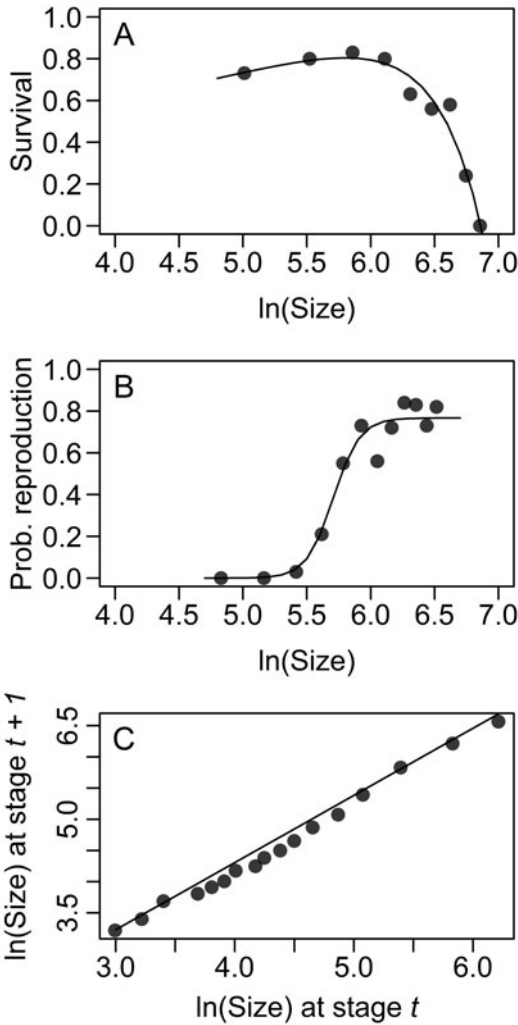 A
Survival
1.0
0.8
0.6
0.4
0.2
0.0
4.0 4.5 5.0 5.5 6.0 6.5 7.0
ln(Size)
B
Prob. reproduction
1.0
0.8
0.6
0.4
0.2
0.0
4.0 4.5 5.0 5.5 6.0 6.5 7.0
ln(Size)
C
ln(Size) at stage t + 1
6.5
5.0
3.5
3.0 4.0 5.0 6.0
ln(Size) at stage t